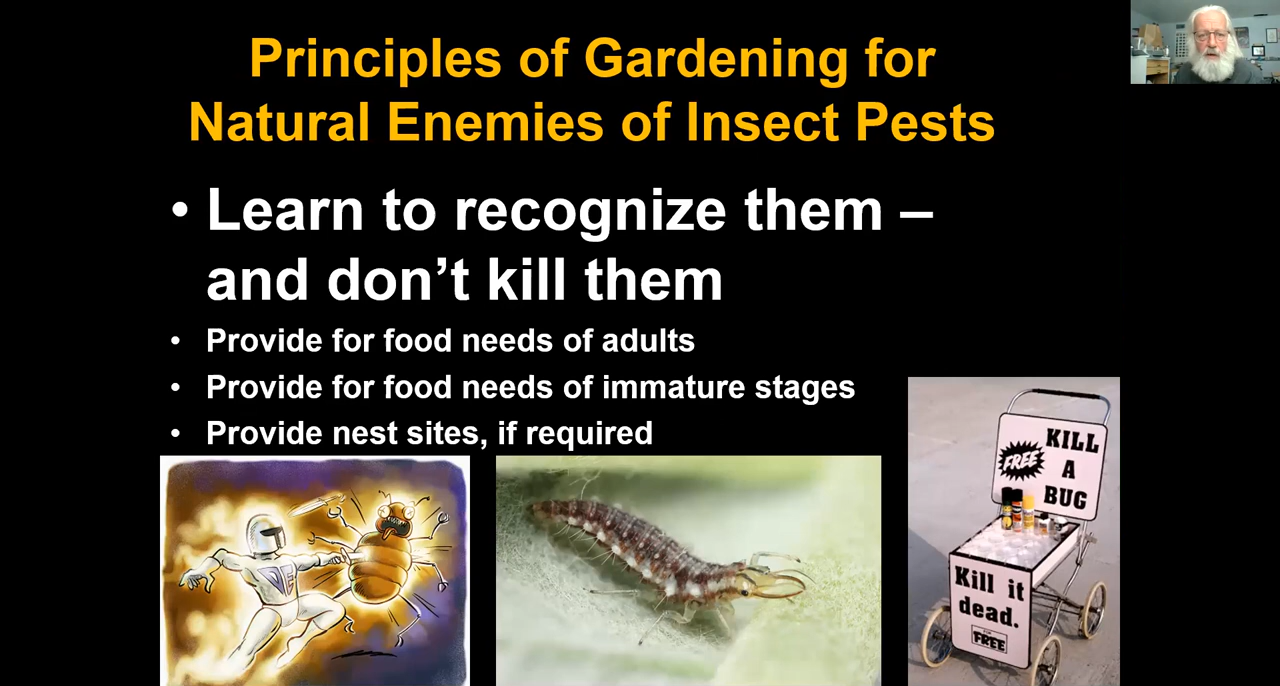 Principles of Gardening for
Natural Enemies of Insect Pests
• Learn to recognize them –
and don’t kill them
• Provide for food needs of adults
• Provide for food needs of immature stages
• Provide nest sites, if required
FREE
KILL
A
BUG
Kill it
dead.
FREE